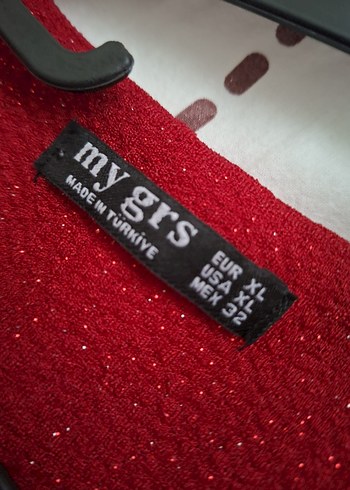 my grs
MADE IN TÜRKİYE
EUR XL
USA XL
MEX 32